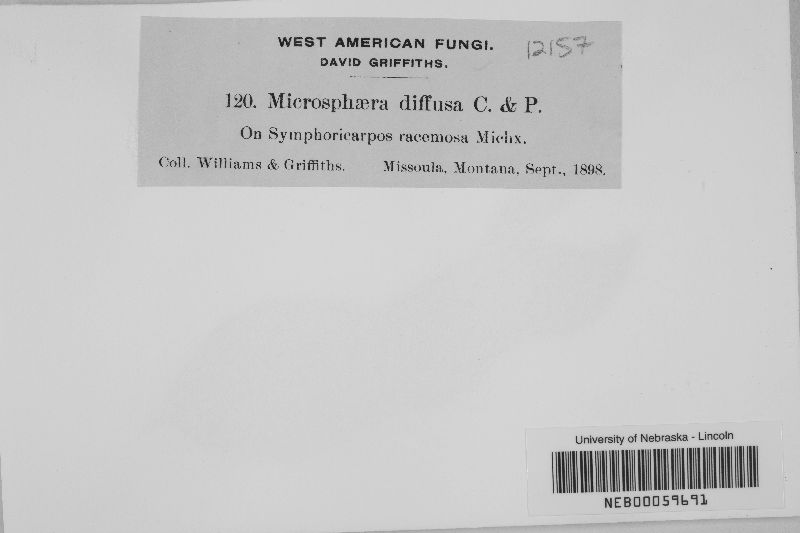 WEST AMERICAN FUNGI.
12157
DAVID GRIFFITHS.
120. Microsphæra diffusa C. & P.
On Symphoricarpos racemosa Michx.
Coll. Williams & Griffiths. Missoula, Montana, Sept., 1898.
University of Nebraska - Lincoln
NEB00059691